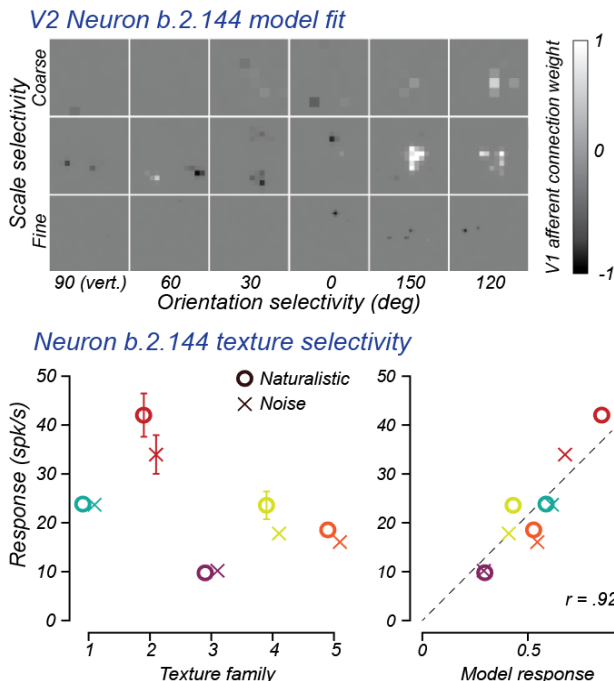 V2 Neuron b.2.144 model fit
Scale selectivity
Coarse
Fine
90 (vert.) 60 30 0 150 120
Orientation selectivity (deg)
V1 afferent connection weight
1
0
-1
Neuron b.2.144 texture selectivity
Response (spk/s)
50
40
30
20
10
0
Naturalistic
Noise
1 2 3 4 5
Texture family
50
40
30
20
10
0
r = .92
0 0.5
Model response